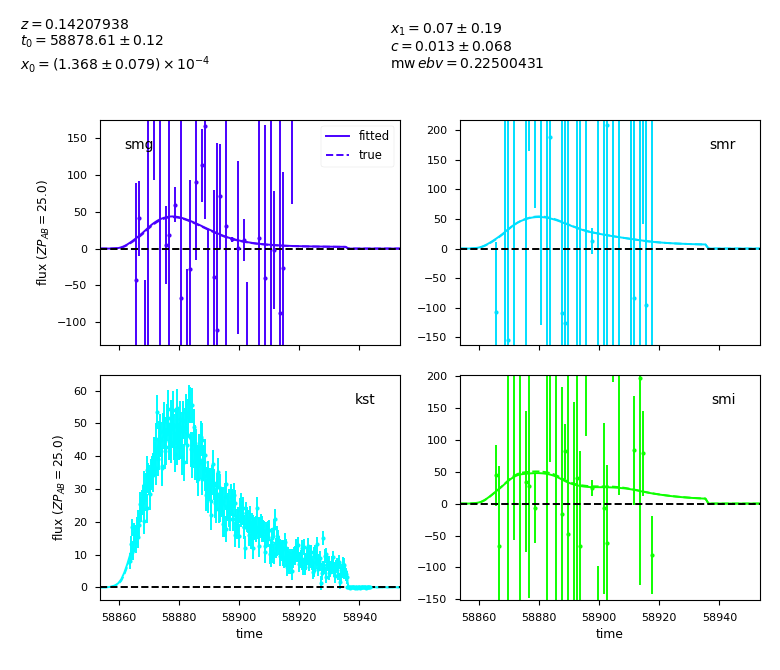 z = 0.14207938
t₀ = 58878.61 ± 0.12
x₀ = (1.368 ± 0.079) × 10⁻⁴
x₁ = 0.07 ± 0.19
c = 0.013 ± 0.068
mw ebv = 0.22500431
smg
fitted
true
150
100
50
0
−50
−100
flux (ZP_AB = 25.0)
smr
200
150
100
50
0
−50
−100
−150
kst
60
50
40
30
20
10
0
flux (ZP_AB = 25.0)
58860 58880 58900 58920 58940
time
smi
200
150
100
50
0
−50
−100
−150
58860 58880 58900 58920 58940
time